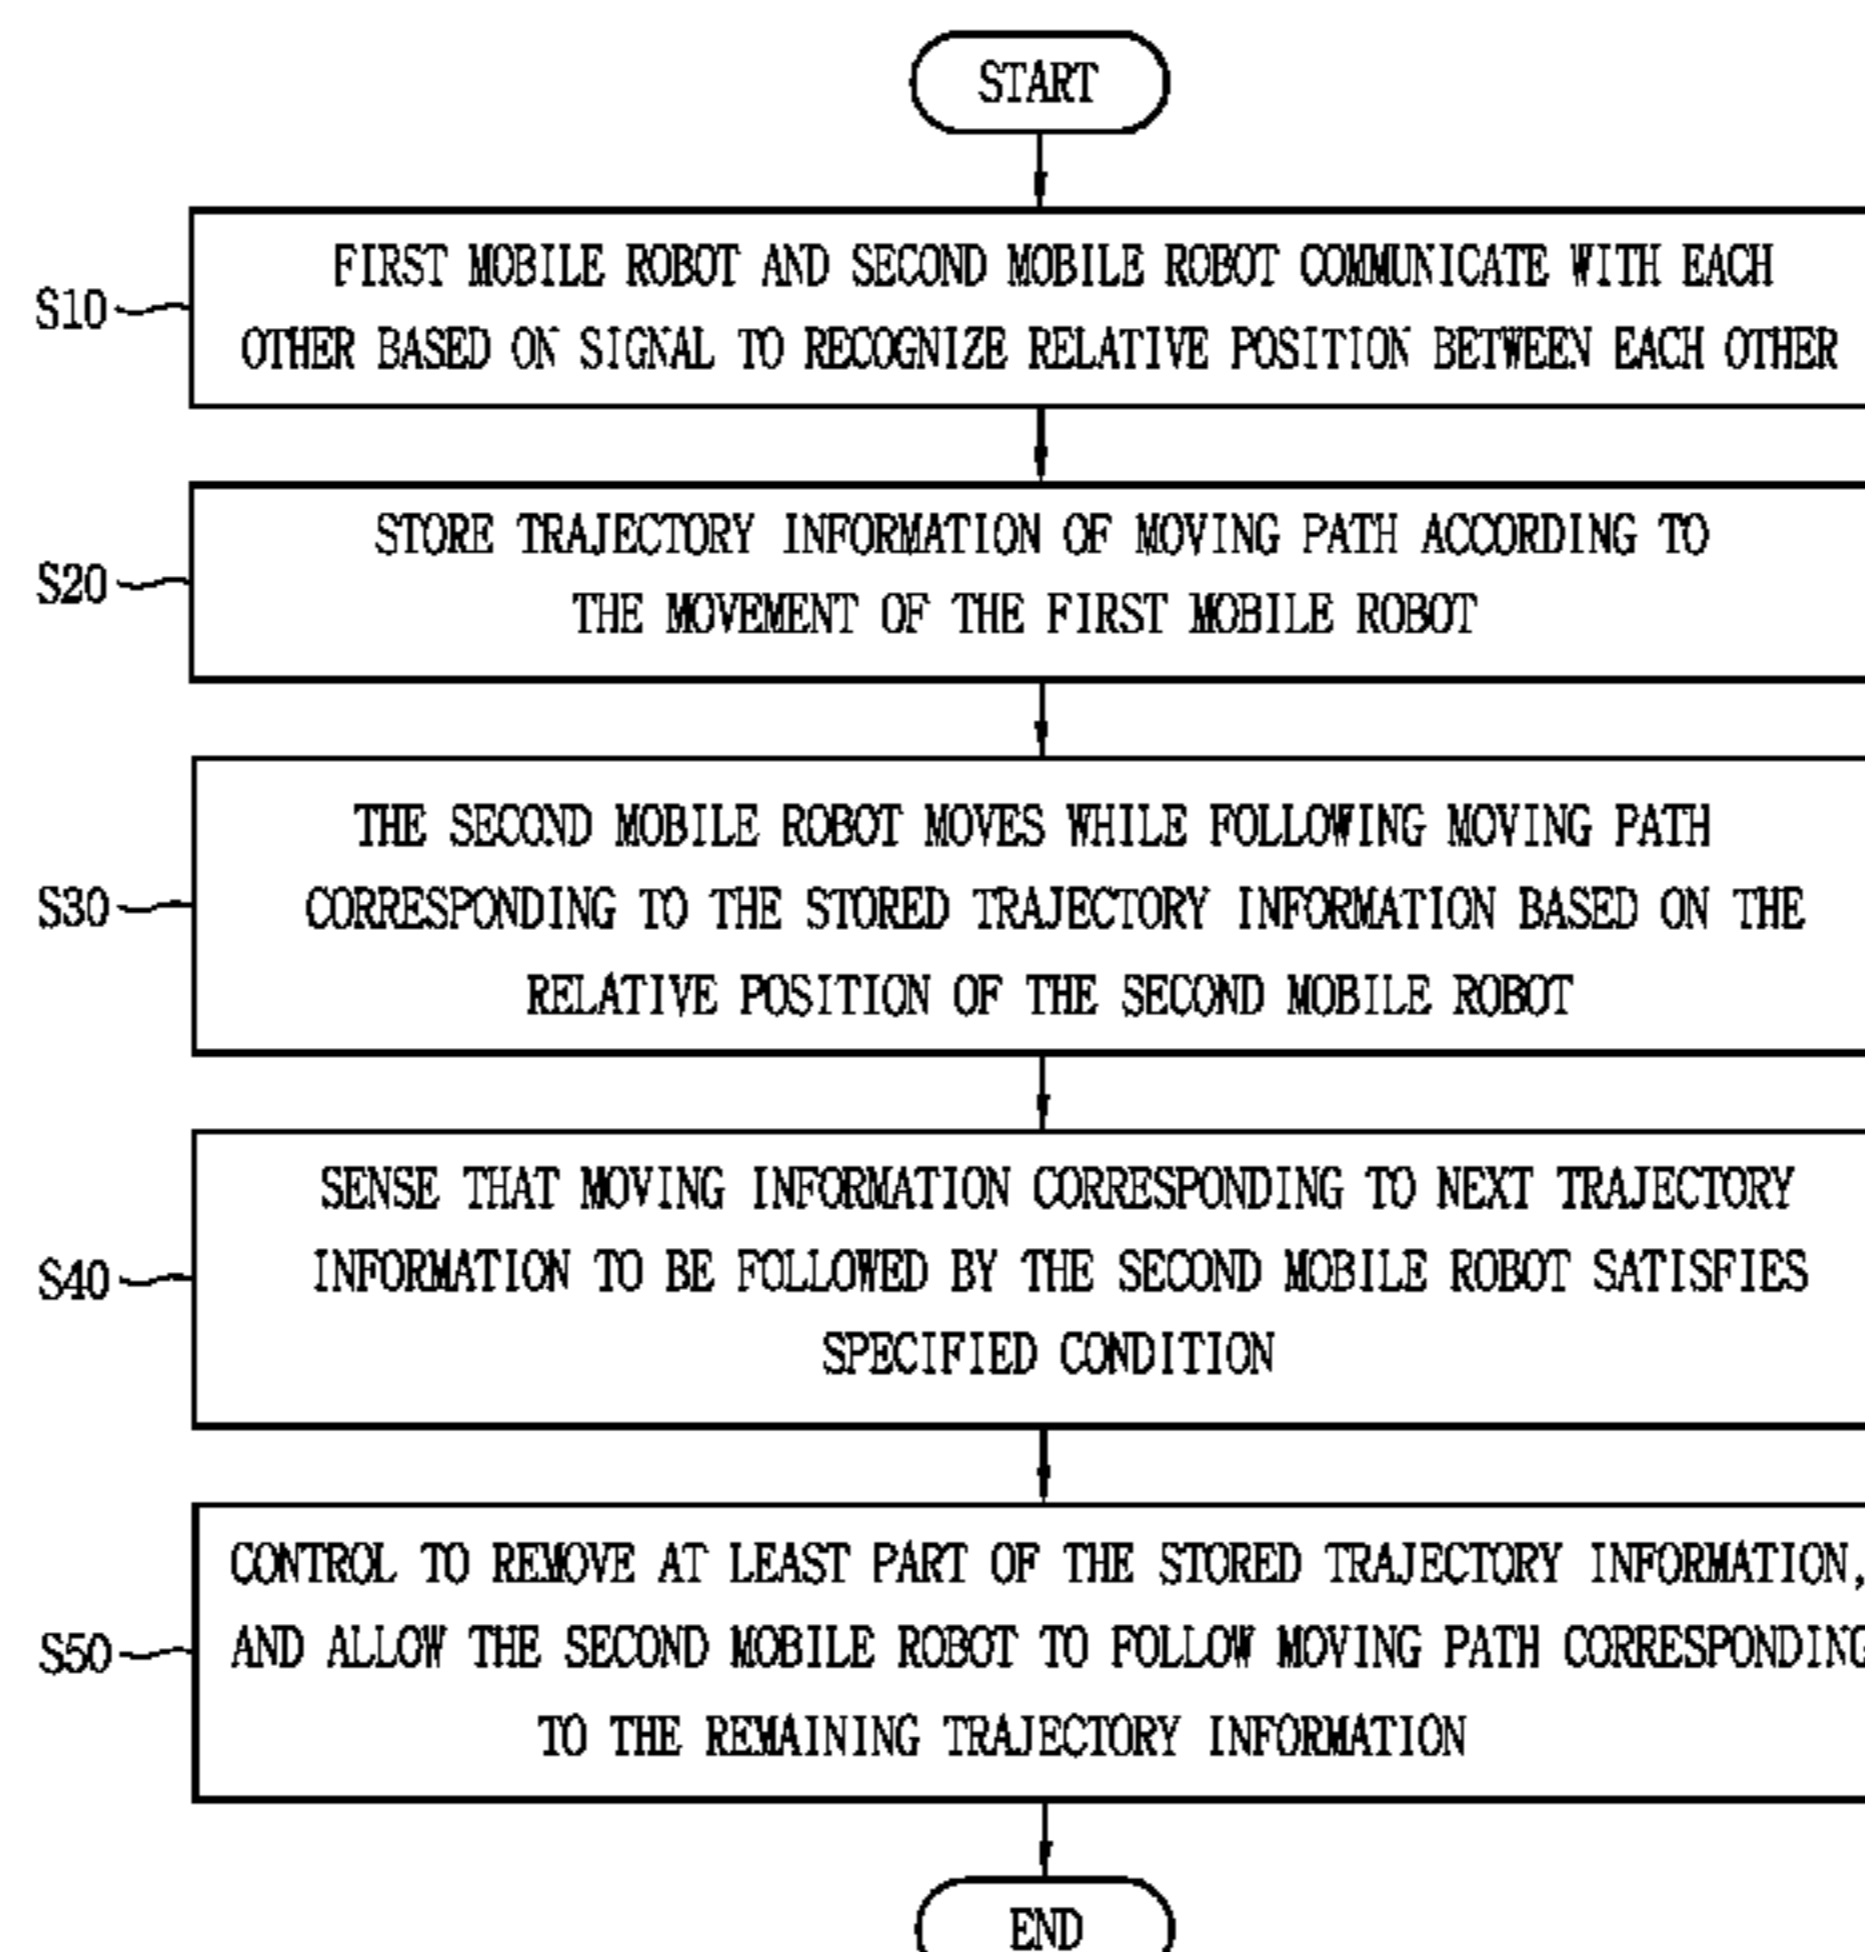 START
S10
FIRST MOBILE ROBOT AND SECOND MOBILE ROBOT COMMUNICATE WITH EACH
OTHER BASED ON SIGNAL TO RECOGNIZE RELATIVE POSITION BETWEEN EACH OTHER
S20
STORE TRAJECTORY INFORMATION OF MOVING PATH ACCORDING TO
THE MOVEMENT OF THE FIRST MOBILE ROBOT
S30
THE SECOND MOBILE ROBOT MOVES WHILE FOLLOWING MOVING PATH
CORRESPONDING TO THE STORED TRAJECTORY INFORMATION BASED ON THE
RELATIVE POSITION OF THE SECOND MOBILE ROBOT
S40
SENSE THAT MOVING INFORMATION CORRESPONDING TO NEXT TRAJECTORY
INFORMATION TO BE FOLLOWED BY THE SECOND MOBILE ROBOT SATISFIES
SPECIFIED CONDITION
S50
CONTROL TO REMOVE AT LEAST PART OF THE STORED TRAJECTORY INFORMATION,
AND ALLOW THE SECOND MOBILE ROBOT TO FOLLOW MOVING PATH CORRESPONDING
TO THE REMAINING TRAJECTORY INFORMATION
END